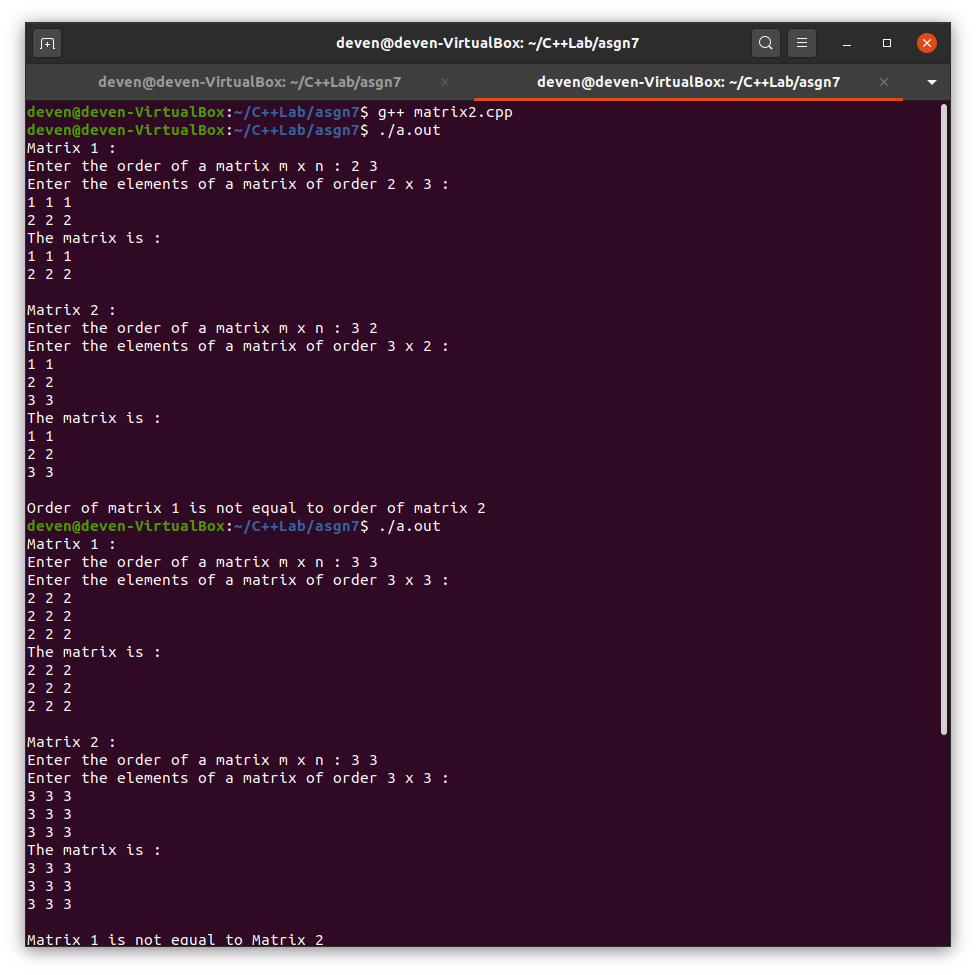 deven@deven-VirtualBox: ~/C++Lab/asgn7
deven@deven-VirtualBox: ~/C++Lab/asgn7
deven@deven-VirtualBox: ~/C++Lab/asgn7
deven@deven-VirtualBox:~/C++Lab/asgn7$ g++ matrix2.cpp
deven@deven-VirtualBox:~/C++Lab/asgn7$ ./a.out
Matrix 1 :
Enter the order of a matrix m x n : 2 3
Enter the elements of a matrix of order 2 x 3 :
1 1 1
2 2 2
The matrix is :
1 1 1
2 2 2

Matrix 2 :
Enter the order of a matrix m x n : 3 2
Enter the elements of a matrix of order 3 x 2 :
1 1
2 2
3 3
The matrix is :
1 1
2 2
3 3

Order of matrix 1 is not equal to order of matrix 2
deven@deven-VirtualBox:~/C++Lab/asgn7$ ./a.out
Matrix 1 :
Enter the order of a matrix m x n : 3 3
Enter the elements of a matrix of order 3 x 3 :
2 2 2
2 2 2
2 2 2
The matrix is :
2 2 2
2 2 2
2 2 2

Matrix 2 :
Enter the order of a matrix m x n : 3 3
Enter the elements of a matrix of order 3 x 3 :
3 3 3
3 3 3
3 3 3
The matrix is :
3 3 3
3 3 3
3 3 3

Matrix 1 is not equal to Matrix 2